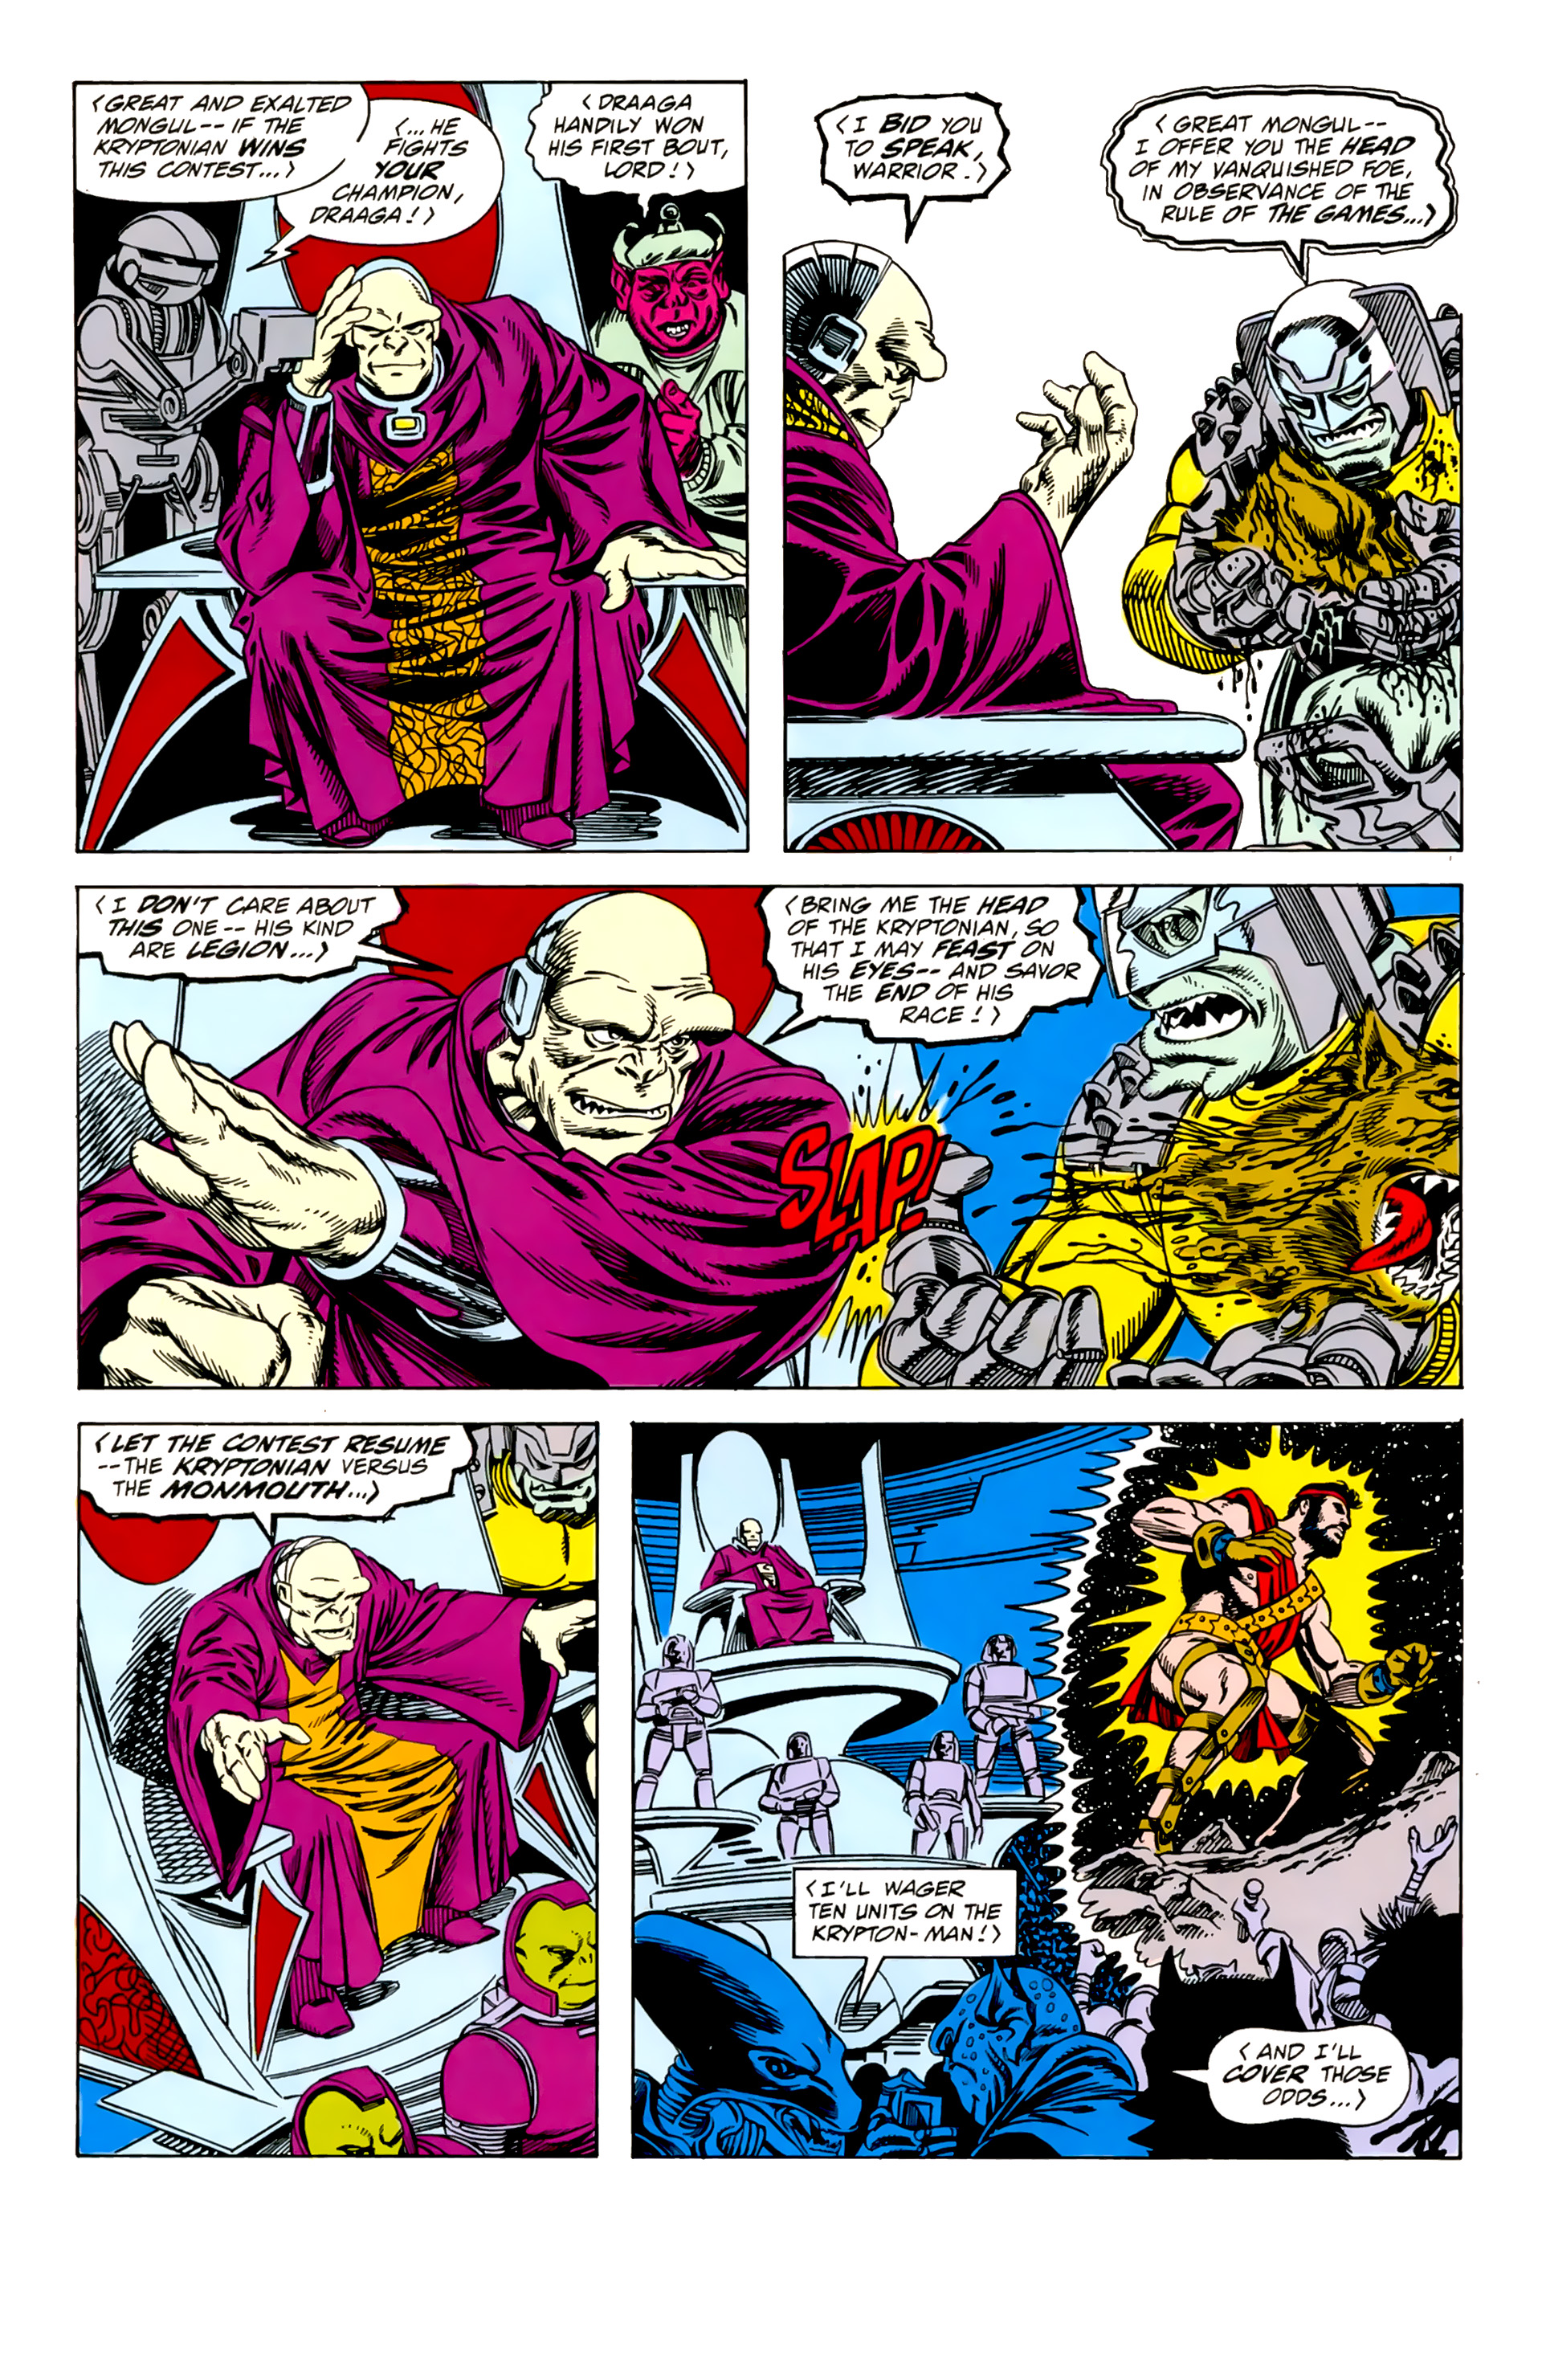 <GREAT AND EXALTED
MONGUL-- IF THE
KRYPTONIAN WINS
THIS CONTEST...>
<...HE
FIGHTS
YOUR
CHAMPION,
DRAAGA!>
<DRAAGA
HANDILY WON
HIS FIRST BOUT,
LORD!>
<I BID YOU
TO SPEAK,
WARRIOR.>
<GREAT MONGUL--
I OFFER YOU THE HEAD
OF MY VANQUISHED FOE,
IN OBSERVANCE OF THE
RULE OF THE GAMES...>
<I DON'T CARE ABOUT
THIS ONE-- HIS KIND
ARE LEGION...>
<BRING ME THE HEAD
OF THE KRYPTONIAN, SO
THAT I MAY FEAST ON
HIS EYES-- AND SAVOR
THE END OF HIS
RACE!>
SLAP!
<LET THE CONTEST RESUME
--THE KRYPTONIAN VERSUS
THE MONMOUTH...>
<I'LL WAGER
TEN UNITS ON THE
KRYPTON-MAN!>
<AND I'LL
COVER THOSE
ODDS...>